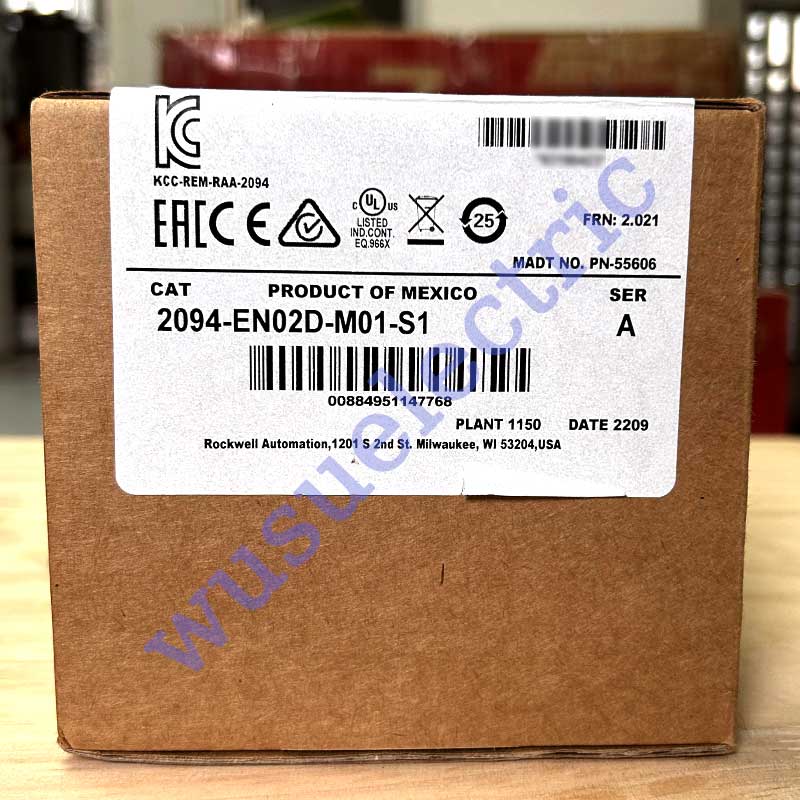 KC
KCC-REM-RAA-2094
EAC CE
C UL US
LISTED
IND.CONT.
EQ.966X
25
FRN: 2.021
MADT NO. PN-55606
CAT PRODUCT OF MEXICO SER
2094-EN02D-M01-S1 A
00884951147768
PLANT 1150 DATE 2209
Rockwell Automation,1201 S 2nd St. Milwaukee, WI 53204,USA
wusuelectric